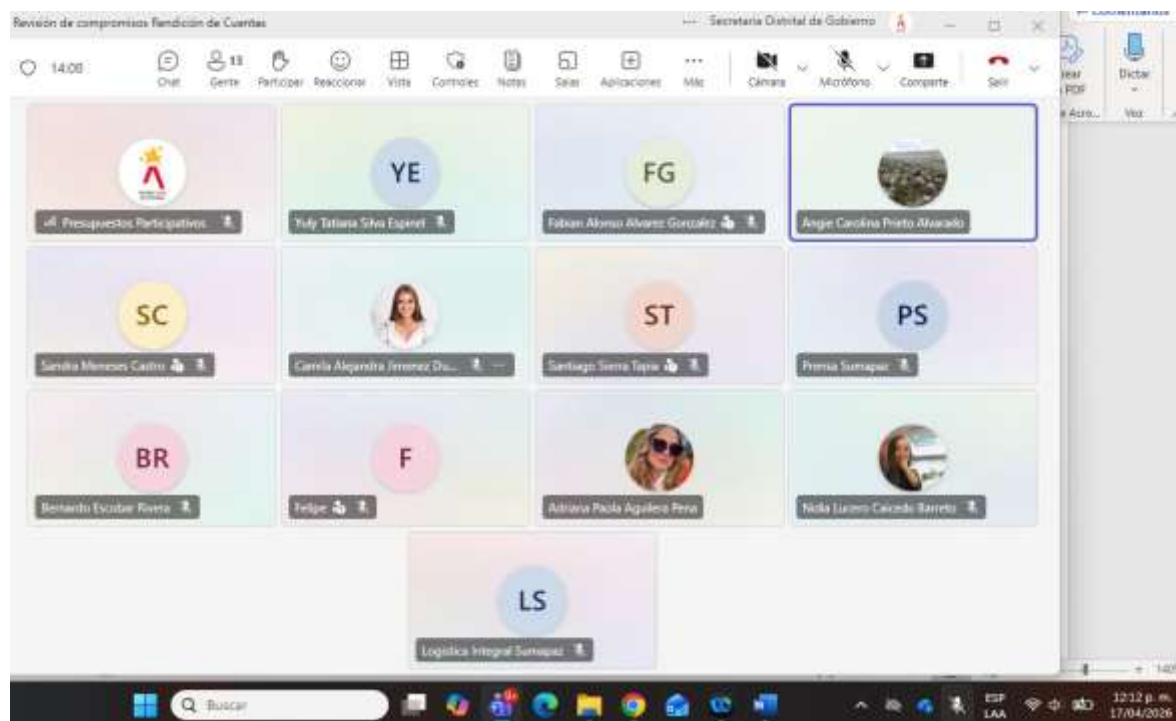 Revisión de compromisos Rendición de Cuentas
Secretaria Distrital de Gobierno
14:08
Chat
Gente 13
Participar
Reaccionar
Vista
Controles
Notas
Salas
Aplicaciones
Más
Cámara
Micrófono
Comparte
Salir
Dictar
Voz
Presupuestos Participativos
YE
Yuly Tatiana Silva Espinel
FG
Fabian Alonso Alvarez Gonzalez
Angie Carolina Prieto Alvarado
SC
Sandra Meneses Castro
Camila Alejandra Jimenez Du...
ST
Santiago Sierra Tapia
PS
Prensa Sumapaz
BR
Bernardo Escobar Rivera
F
Felipe
Adriana Paola Aguilera Pena
Nidia Lucero Caicedo Barreto
LS
Logistica Integral Sumapaz
Buscar
ESP
LAA
12:12 p. m.
17/04/2026